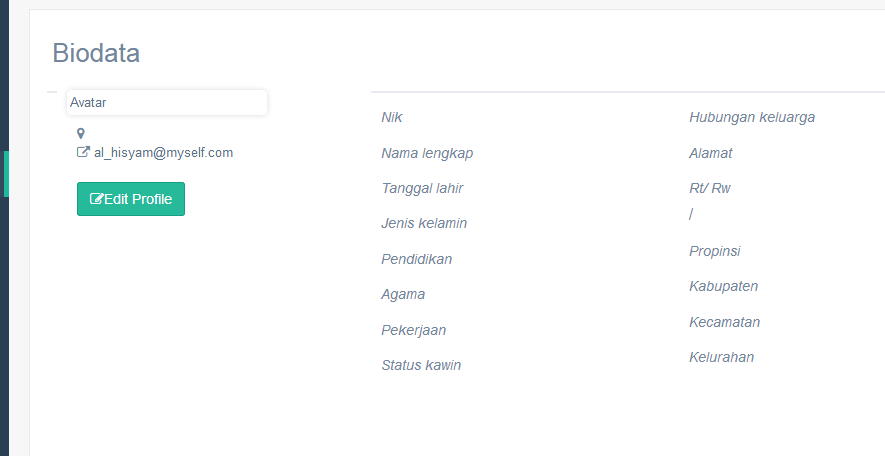 Biodata
Avatar
al_hisyam@myself.com
Edit Profile
Nik
Nama lengkap
Tanggal lahir
Jenis kelamin
Pendidikan
Agama
Pekerjaan
Status kawin
Hubungan keluarga
Alamat
Rt/ Rw
/
Propinsi
Kabupaten
Kecamatan
Kelurahan